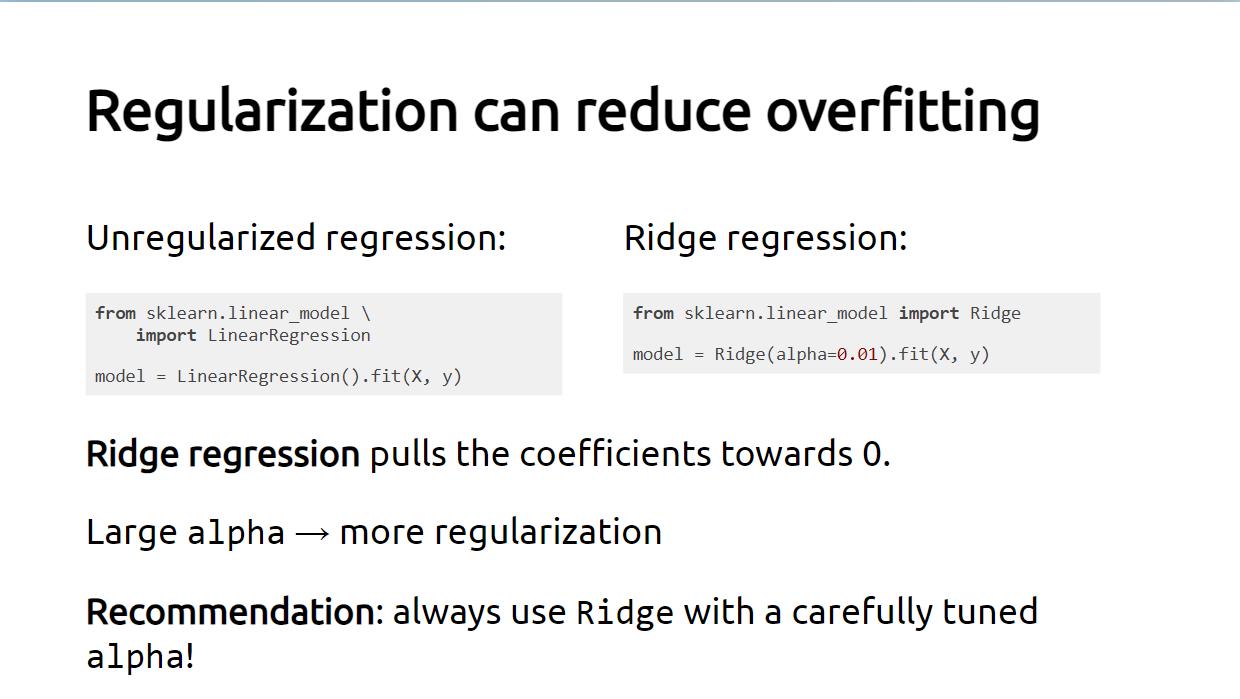 Regularization can reduce overfitting
Unregularized regression:
from sklearn.linear_model \
    import LinearRegression
model = LinearRegression().fit(X, y)
Ridge regression:
from sklearn.linear_model import Ridge
model = Ridge(alpha=0.01).fit(X, y)
Ridge regression pulls the coefficients towards 0.
Large alpha → more regularization
Recommendation: always use Ridge with a carefully tuned
alpha!